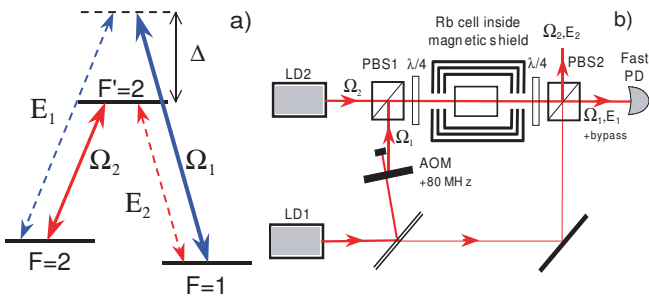 a)
Δ
F'=2
E1
Ω2
Ω1
E2
F=2
F=1
b)
Rb cell inside
magnetic shield
Ω2,E2
LD2
Ω2
PBS1
λ/4
λ/4
PBS2
Fast
PD
Ω1
Ω1,E1
+bypass
AOM
+80 MHz
LD1